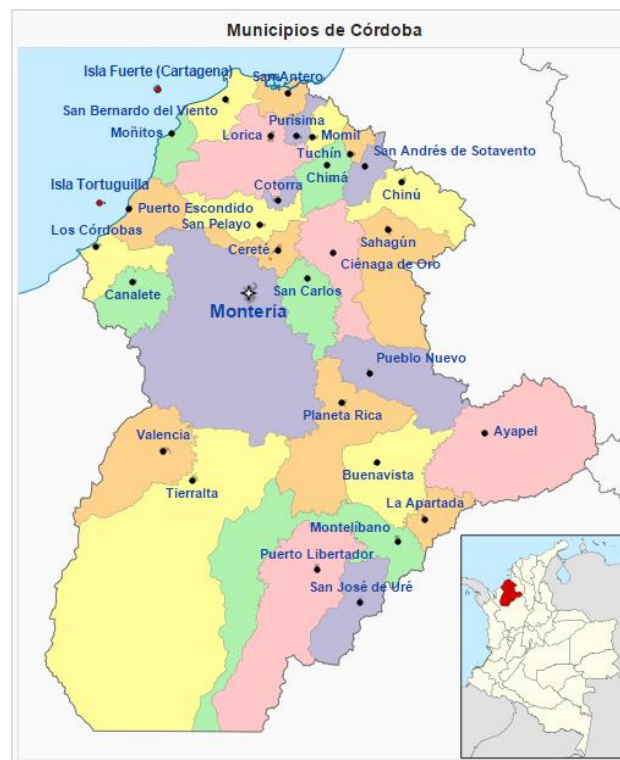 Municipios de Córdoba
Isla Fuerte (Cartagena)
San Antero
San Bernardo del Viento
Purísima
Moñitos
Lorica
Momil
Tuchín
San Andrés de Sotavento
Chimá
Isla Tortuguilla
Cotorra
Chinú
Puerto Escondido
San Pelayo
Los Córdobas
Sahagún
Cereté
Ciénaga de Oro
Canalete
San Carlos
Montería
Pueblo Nuevo
Planeta Rica
Valencia
Ayapel
Buenavista
Tierralta
La Apartada
Montelíbano
Puerto Libertador
San José de Uré